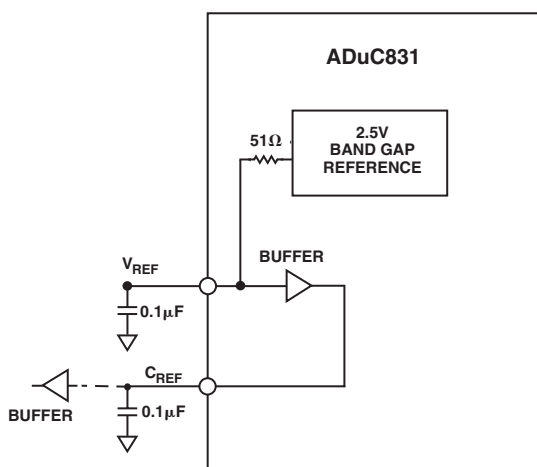 ADuC831
51Ω
2.5V
BAND GAP
REFERENCE
BUFFER
VREF
0.1μF
CREF
BUFFER
0.1μF